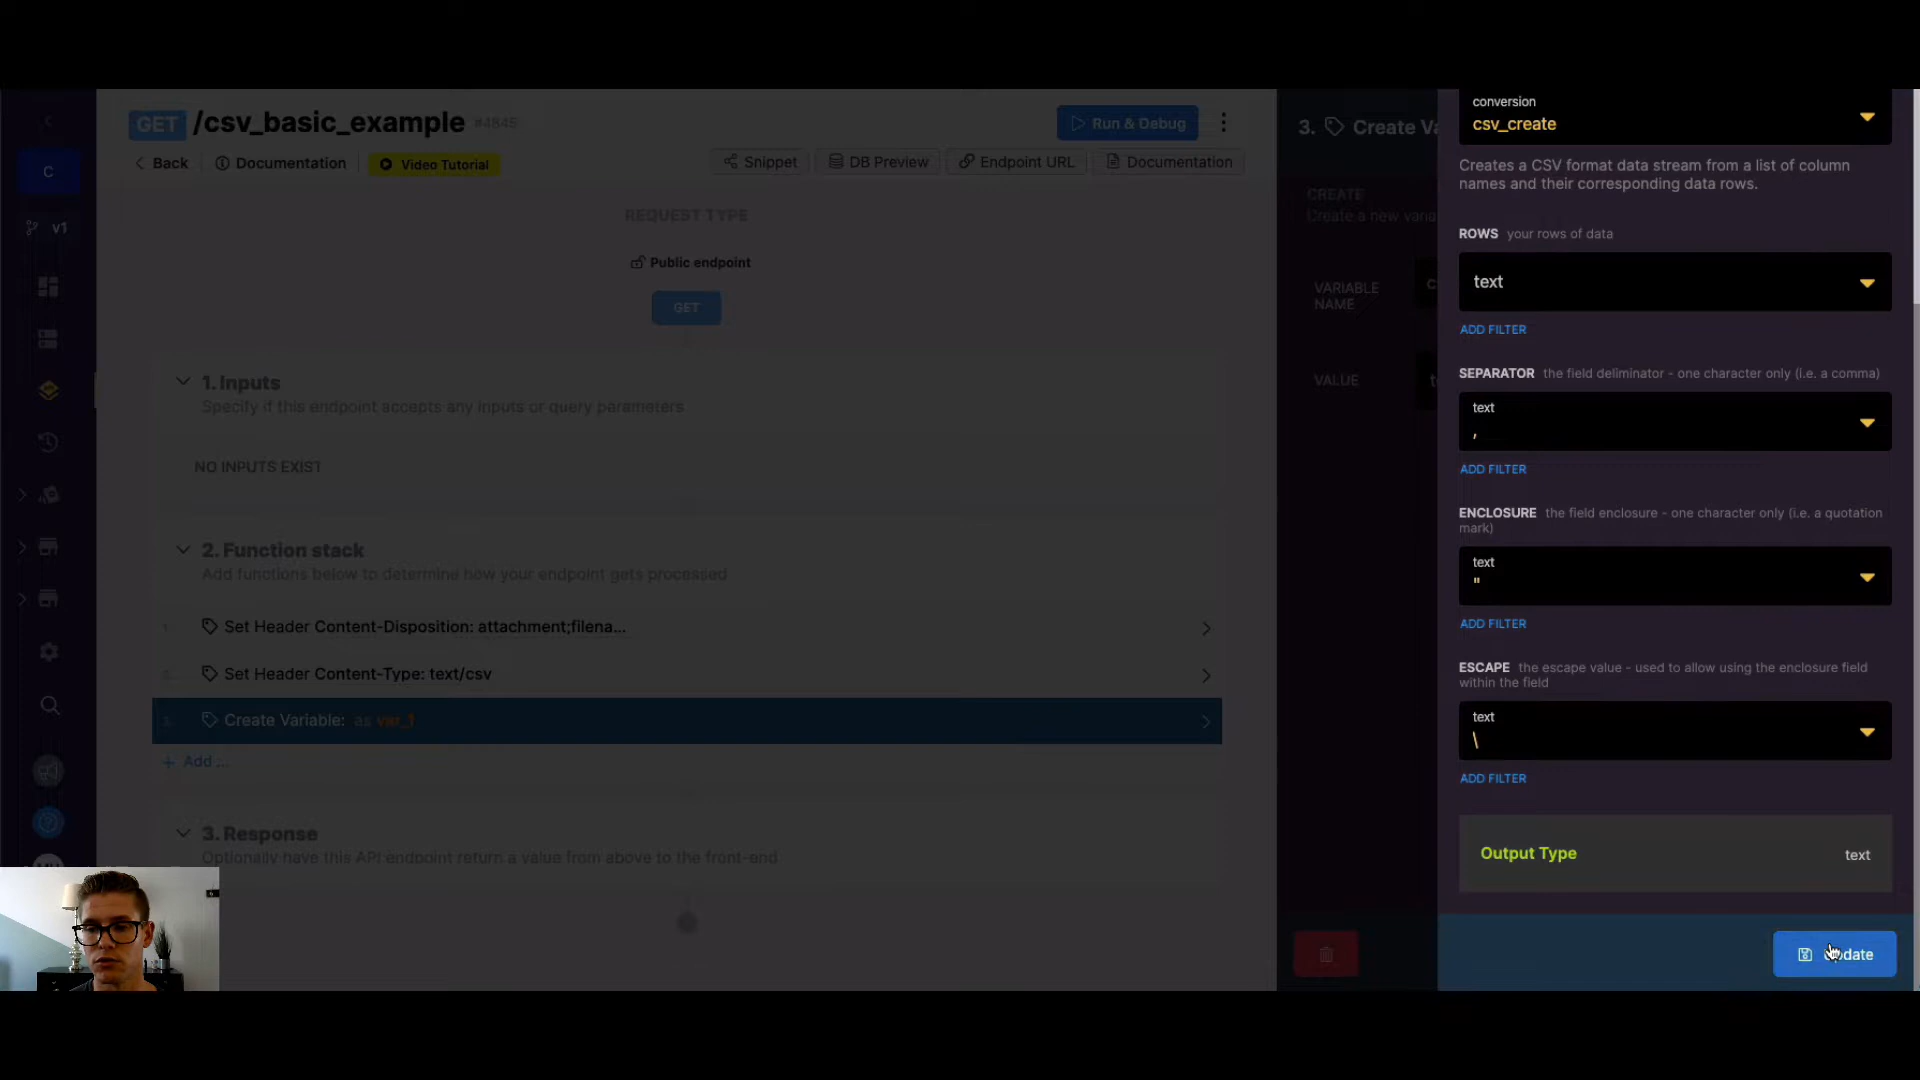 GET /csv_basic_example #4845
Run & Debug
Back
Documentation
Video Tutorial
Snippet
DB Preview
Endpoint URL
Documentation
C
v1
REQUEST TYPE
Public endpoint
GET
1. Inputs
Specify if this endpoint accepts any inputs or query parameters
NO INPUTS EXIST
2. Function stack
Add functions below to determine how your endpoint gets processed
1. Set Header Content-Disposition: attachment;filena...
2. Set Header Content-Type: text/csv
3. Create Variable: as var_1
+ Add ...
3. Response
Optionally have this API endpoint return a value from above to the front-end
3. Create Va
CREATE
Create a new varia
VARIABLE
NAME
VALUE
conversion
csv_create
Creates a CSV format data stream from a list of column
names and their corresponding data rows.
ROWS your rows of data
text
ADD FILTER
SEPARATOR the field deliminator - one character only (i.e. a comma)
text
,
ADD FILTER
ENCLOSURE the field enclosure - one character only (i.e. a quotation
mark)
text
"
ADD FILTER
ESCAPE the escape value - used to allow using the enclosure field
within the field
text
\
ADD FILTER
Output Type text
Update